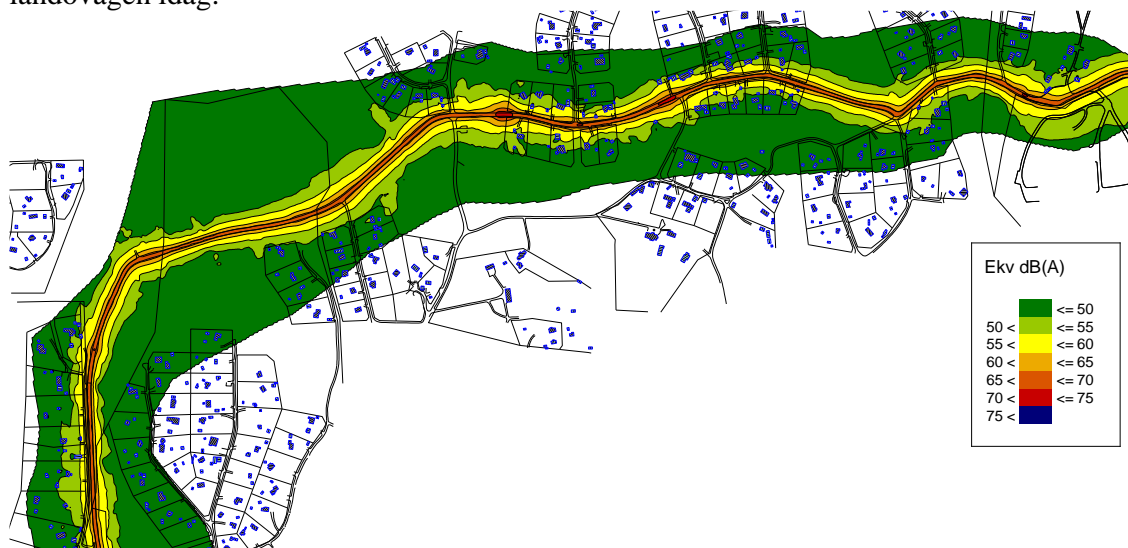 Ekv dB(A)
<= 50
50 < <= 55
55 < <= 60
60 < <= 65
65 < <= 70
70 < <= 75
75 <